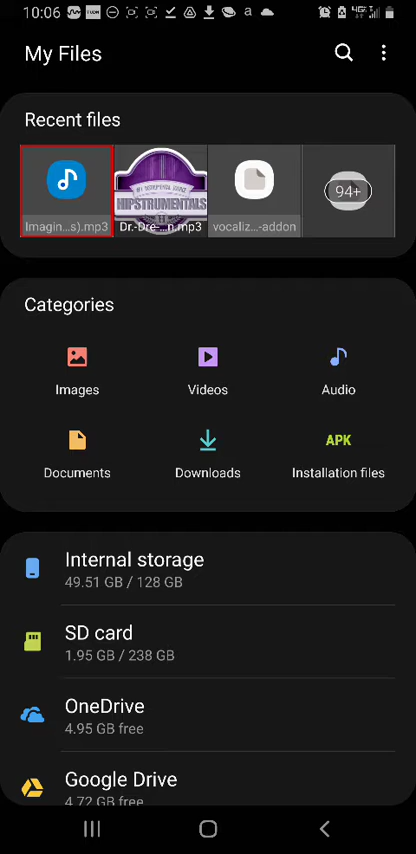 10:06
My Files
Recent files
Imagin...s).mp3
HIPSTRUMENTALS
Dr.-Dre-...n.mp3
vocaliz...-addon
94+
Categories
Images
Videos
Audio
APK
Documents
Downloads
Installation files
Internal storage
49.51 GB / 128 GB
SD card
1.95 GB / 238 GB
OneDrive
4.95 GB free
Google Drive
4.72 GB free